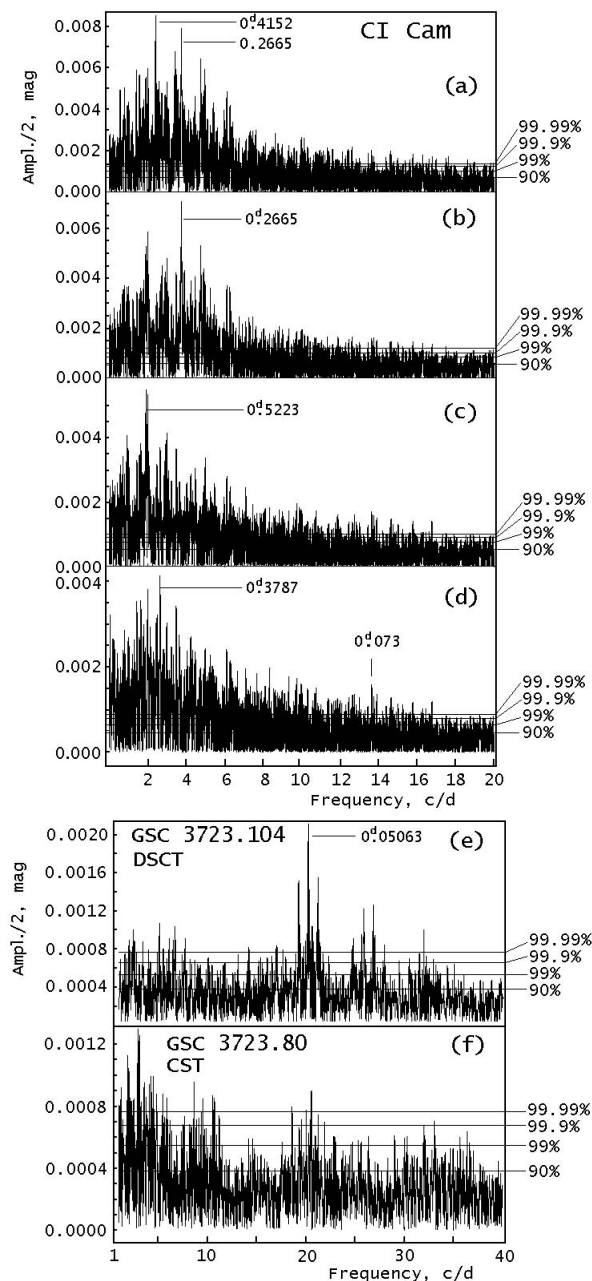 CI Cam
Ampl./2, mag
0.008
0.006
0.004
0.002
0.000
0.ᵈ4152
0.2665
(a)
99.99%
99.9%
99%
90%
0.006
0.004
0.002
0.000
0.ᵈ2665
(b)
99.99%
99.9%
99%
90%
0.004
0.002
0.000
0.ᵈ5223
(c)
99.99%
99.9%
99%
90%
0.004
0.002
0.000
0.ᵈ3787
0.ᵈ073
(d)
99.99%
99.9%
99%
90%
2 4 6 8 10 12 14 16 18 20
Frequency, c/d
Ampl./2, mag
0.0020
0.0016
0.0012
0.0008
0.0004
GSC 3723.104
DSCT
0.ᵈ05063
(e)
99.99%
99.9%
99%
90%
0.0012
0.0008
0.0004
0.0000
GSC 3723.80
CST
(f)
99.99%
99.9%
99%
90%
1 10 20 30 40
Frequency, c/d